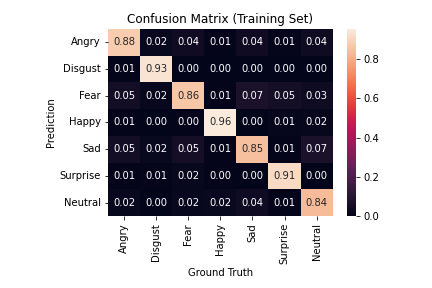 Confusion Matrix (Training Set)
Angry 0.88 0.02 0.04 0.01 0.04 0.01 0.04
Disgust 0.01 0.93 0.00 0.00 0.00 0.00 0.00
Fear 0.05 0.02 0.86 0.01 0.07 0.05 0.03
Happy 0.01 0.00 0.00 0.96 0.01 0.01 0.02
Sad 0.05 0.02 0.05 0.01 0.85 0.01 0.07
Surprise 0.01 0.01 0.02 0.00 0.00 0.91 0.00
Neutral 0.02 0.00 0.02 0.02 0.04 0.01 0.84
Angry Disgust Fear Happy Sad Surprise Neutral
Ground Truth
Prediction
0.8
0.6
0.4
0.2
0.0